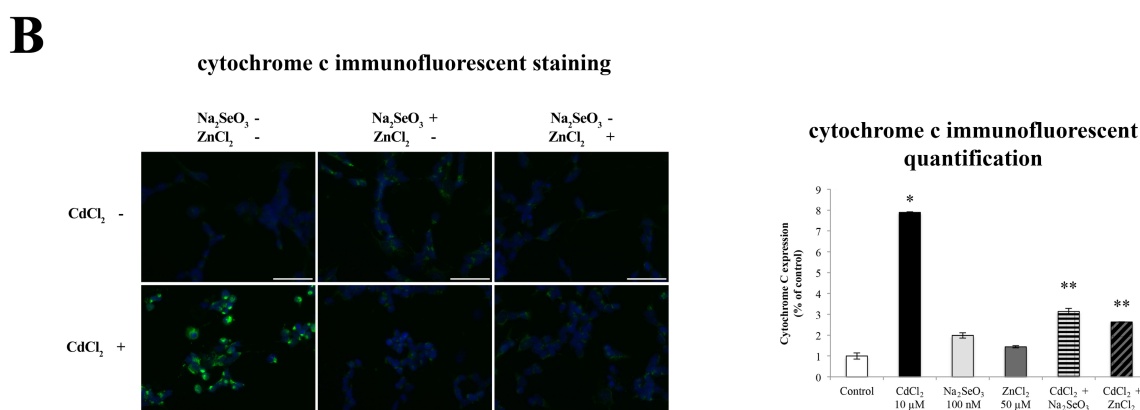 B
cytochrome c immunofluorescent staining
Na₂SeO₃ - Na₂SeO₃ + Na₂SeO₃ -
ZnCl₂ - ZnCl₂ - ZnCl₂ +
CdCl₂ -
CdCl₂ +
cytochrome c immunofluorescent
quantification
Cytochrome C expression
(% of control)
9
8
7
6
5
4
3
2
1
0
*
**
**
Control CdCl₂ Na₂SeO₃ ZnCl₂ CdCl₂ + CdCl₂ +
10 µM 100 nM 50 µM Na₂SeO₃ ZnCl₂